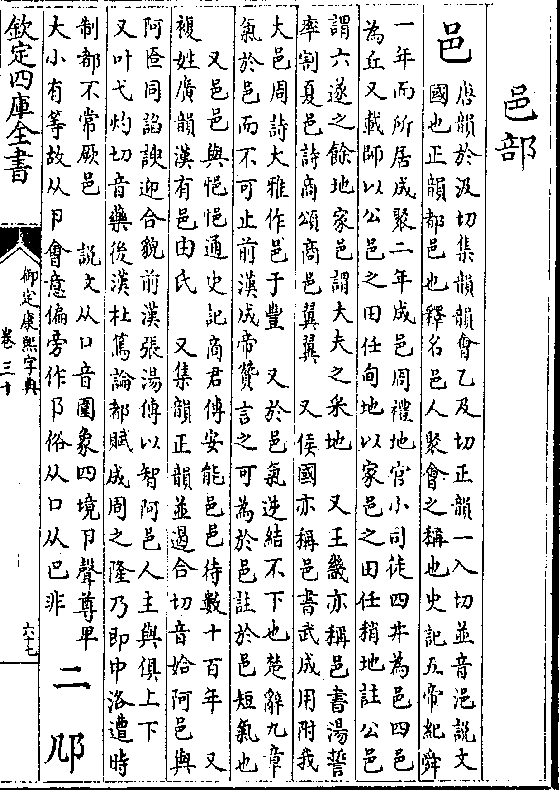 邑部
邑
唐韻於汲切集韻韻會乙及切正韻一入切並音浥說文
國也正韻都邑也釋名邑人聚會之稱也史記五帝紀舜
一年而所居成聚二年成邑周禮地官小司徒四井為邑四邑
為丘又載師以公邑之田任甸地以家邑之田任稍地註公邑
謂六遂之餘地家邑謂大夫之采地 又王畿亦稱邑書湯誓
率割夏邑詩商頌商邑翼翼 又侯國亦稱邑書武成用附我
大邑周詩大雅作邑于豐 又於邑氣逆結不下也楚辭九章
氣於邑而不可止前漢成帝贊言之可為於邑註於邑短氣也
又邑邑與悒悒通史記商君傳安能邑邑待數十百年 又
複姓廣韻漢有邑由氏 又集韻正韻並遏合切音姶阿邑與
阿匼同諂諛迎合貌前漢張湯傳以智阿邑人主與俱上下
又叶弋灼切音藥後漢杜篤論都賦成周之隆乃即中洛遭時
制都不常厥邑 說文从口音圍象四境卪聲尊卑
大小有等故从卪會意偏旁作阝俗从口从巴非
二
邜
欽定四庫全書
御定康熙字典
卷三十
六七